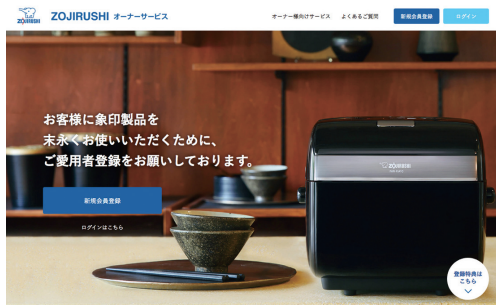 ZOJIRUSHI
ZOJIRUSHI オーナーサービス
オーナー様向けサービス
よくあるご質問
新規会員登録
ログイン
お客様に象印製品を
末永くお使いいただくために、
ご愛用者登録をお願いしております。
新規会員登録
ログインはこちら
ZOJIRUSHI
登録特典は
こちら